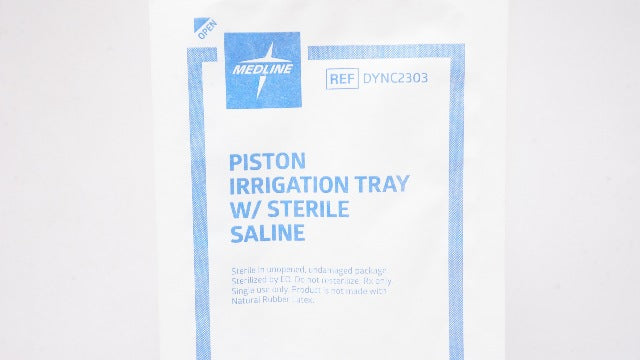 OPEN
MEDLINE
REF DYNC2303
PISTON
IRRIGATION TRAY
W/ STERILE
SALINE
Sterile in unopened, undamaged package.
Sterilized by EO. Do not resterilize. Rx only.
Single use only. Product is not made with
Natural Rubber Latex.